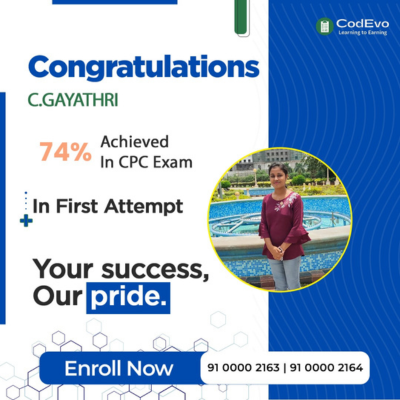 CodEvo
Learning to Earning
Congratulations
C.GAYATHRI
74% Achieved
In CPC Exam
In First Attempt
Your success,
Our pride.
Enroll Now
91 0000 2163 | 91 0000 2164